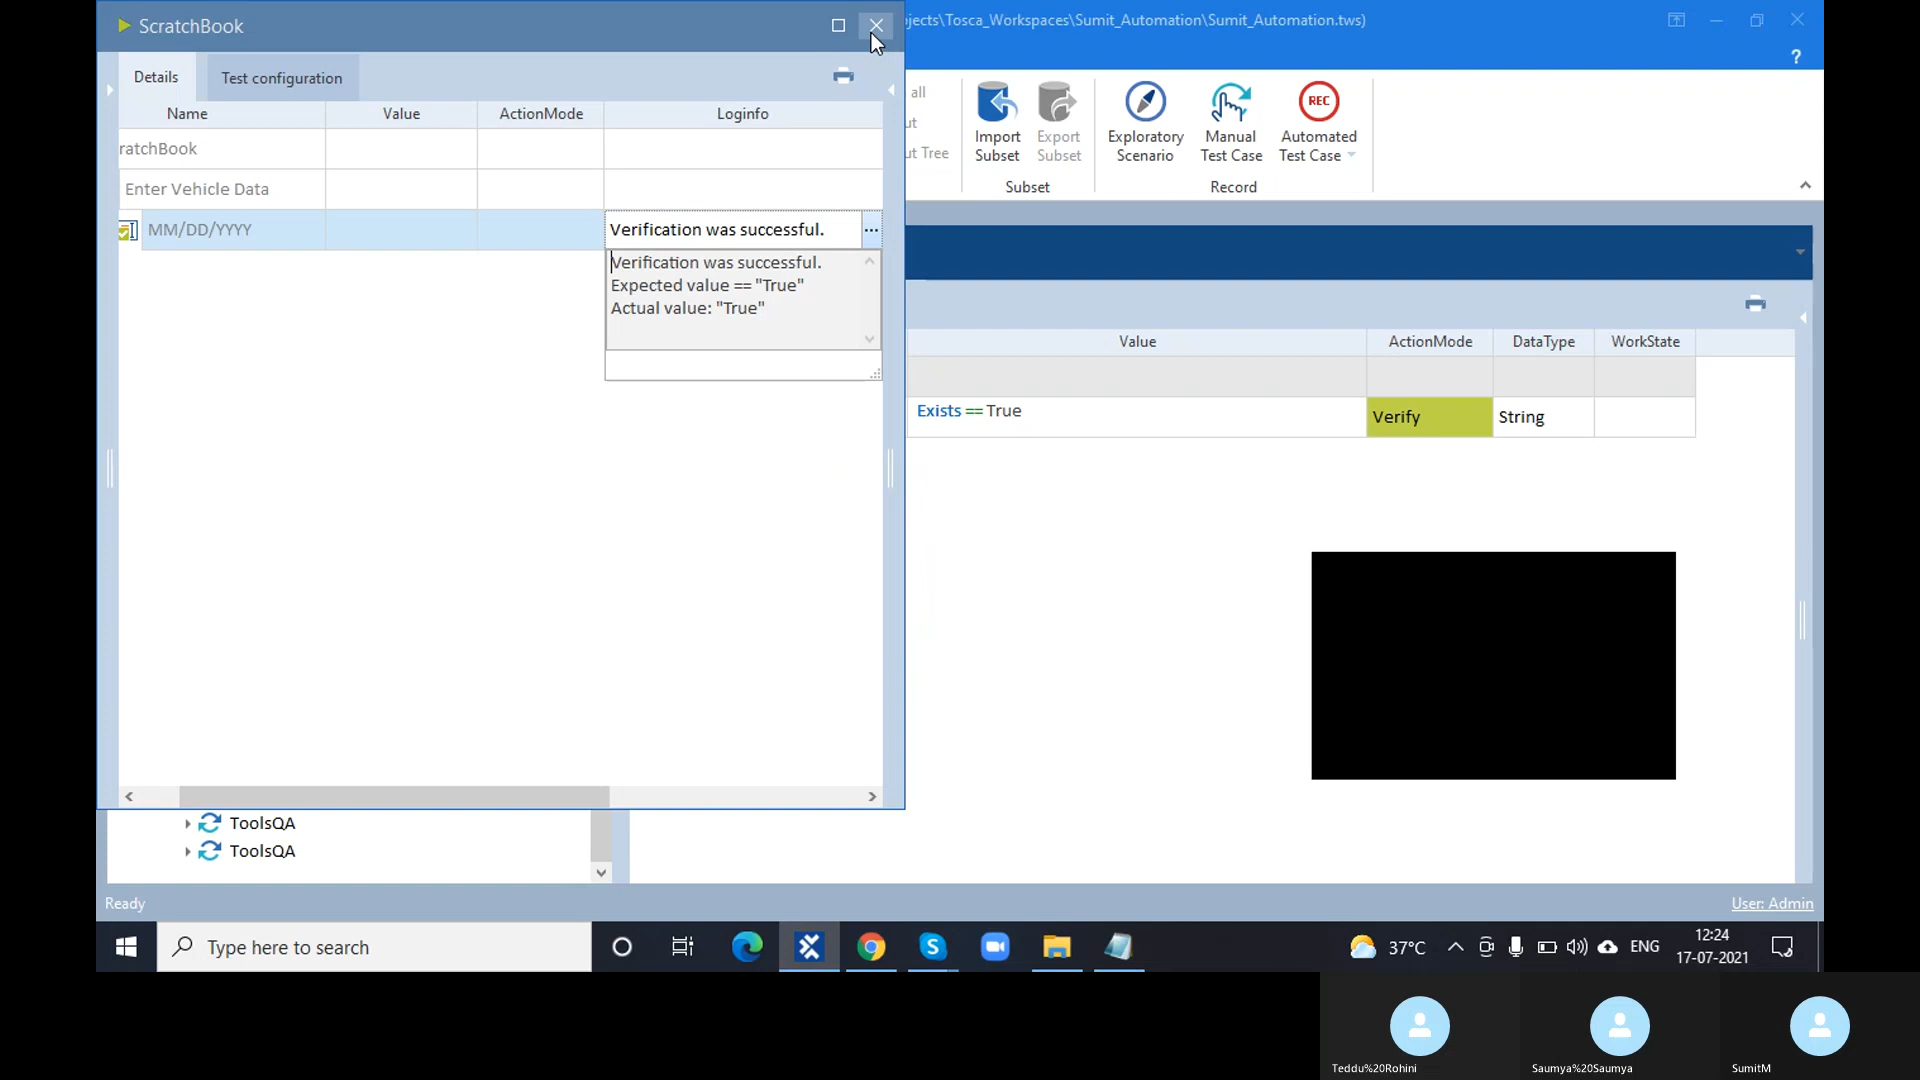 ScratchBook
jects\Tosca_Workspaces\Sumit_Automation\Sumit_Automation.tws)
?
Details
Test configuration
Name
Value
ActionMode
Loginfo
ratchBook
Enter Vehicle Data
MM/DD/YYYY
Verification was successful.
...
Verification was successful.
Expected value == "True"
Actual value: "True"
all
ut
ut Tree
Import
Subset
Export
Subset
Subset
Exploratory
Scenario
Manual
Test Case
REC
Automated
Test Case
Record
Value
ActionMode
DataType
WorkState
Exists == True
Verify
String
ToolsQA
ToolsQA
Ready
User: Admin
Type here to search
S
37°C
ENG
12:24
17-07-2021
Teddu%20Rohini
Saumya%20Saumya
SumitM